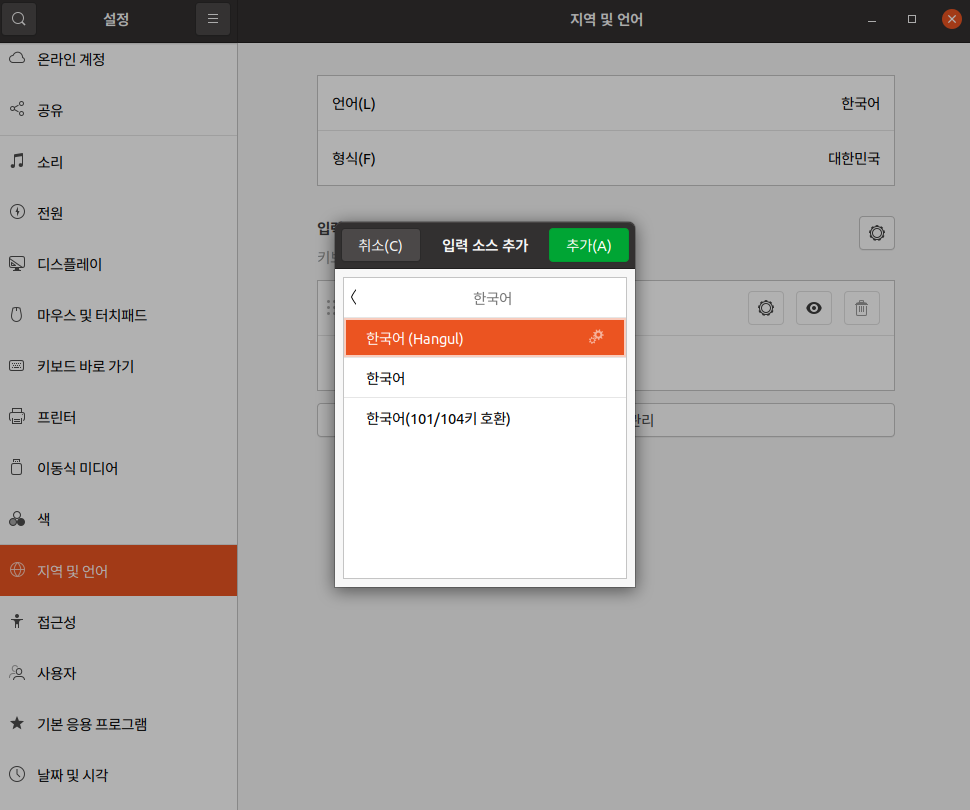 설정
지역 및 언어
온라인 계정
공유
소리
전원
디스플레이
마우스 및 터치패드
키보드 바로 가기
프린터
이동식 미디어
색
지역 및 언어
접근성
사용자
기본 응용 프로그램
날짜 및 시각
언어(L)
한국어
형식(F)
대한민국
취소(C)
입력 소스 추가
추가(A)
한국어
한국어 (Hangul)
한국어
한국어(101/104키 호환)